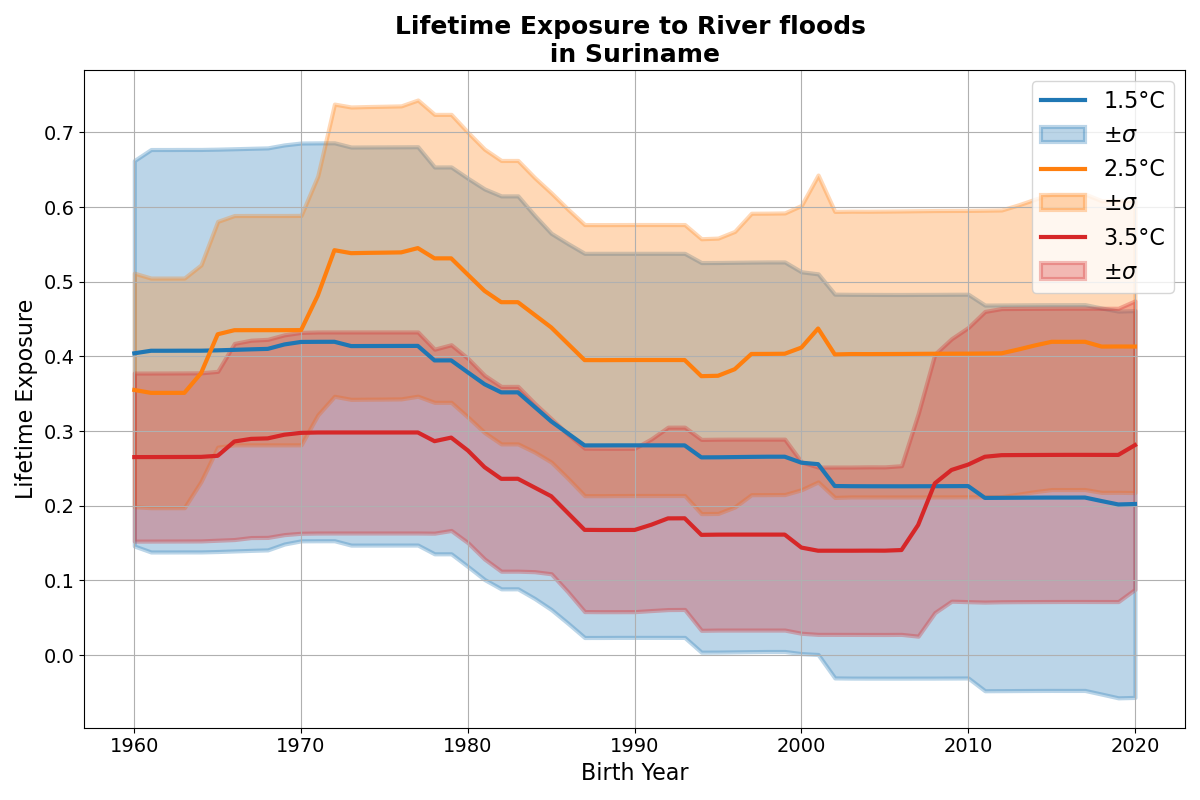 Lifetime Exposure to River floods
in Suriname
Lifetime Exposure
0.7
0.6
0.5
0.4
0.3
0.2
0.1
0.0
1960
1970
1980
1990
2000
2010
2020
Birth Year
1.5°C
±σ
2.5°C
±σ
3.5°C
±σ